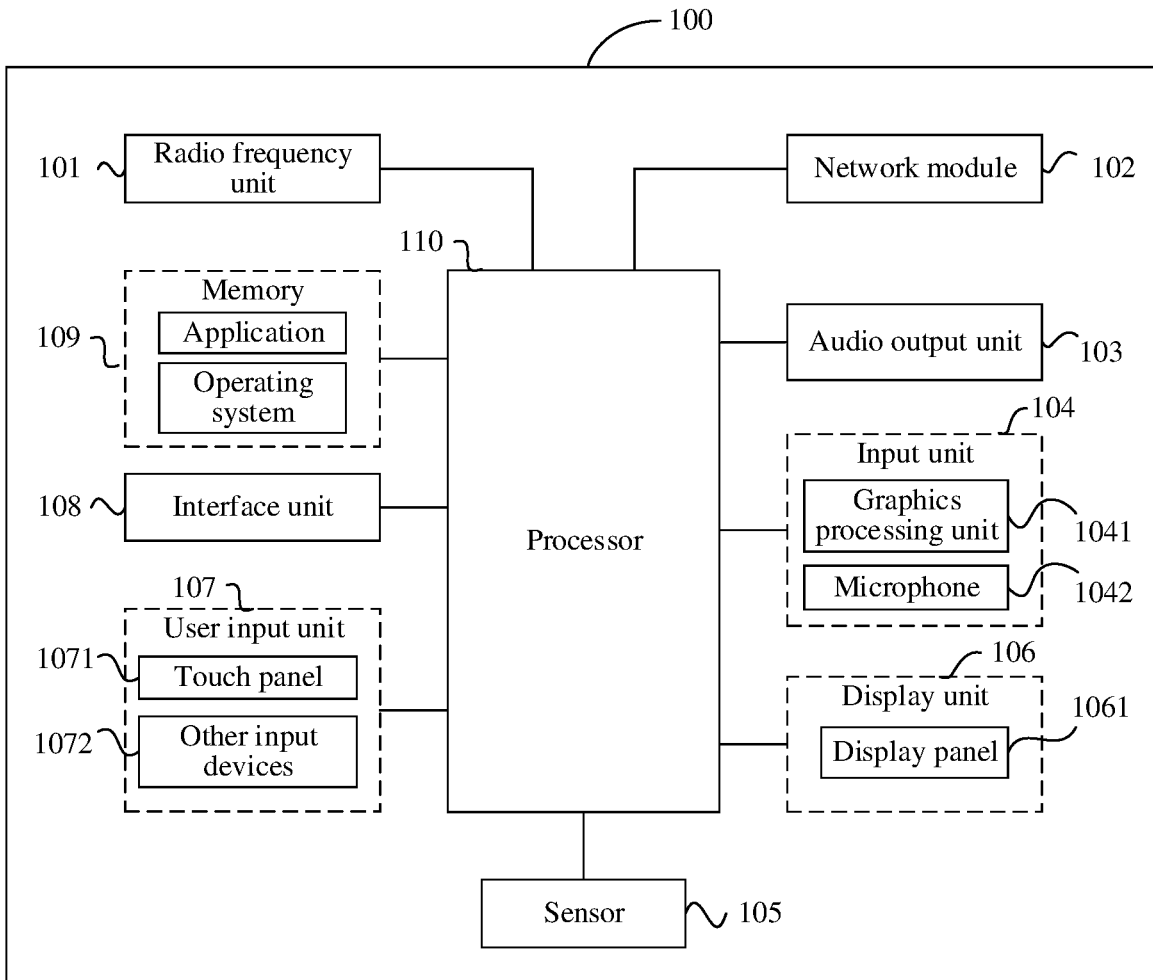 100
101
Radio frequency
unit
Network module
102
110
109
Memory
Application
Operating
system
Audio output unit
103
104
Input unit
Graphics
processing unit
1041
Microphone
1042
108
Interface unit
Processor
107
User input unit
1071
Touch panel
1072
Other input
devices
106
Display unit
1061
Display panel
Sensor
105